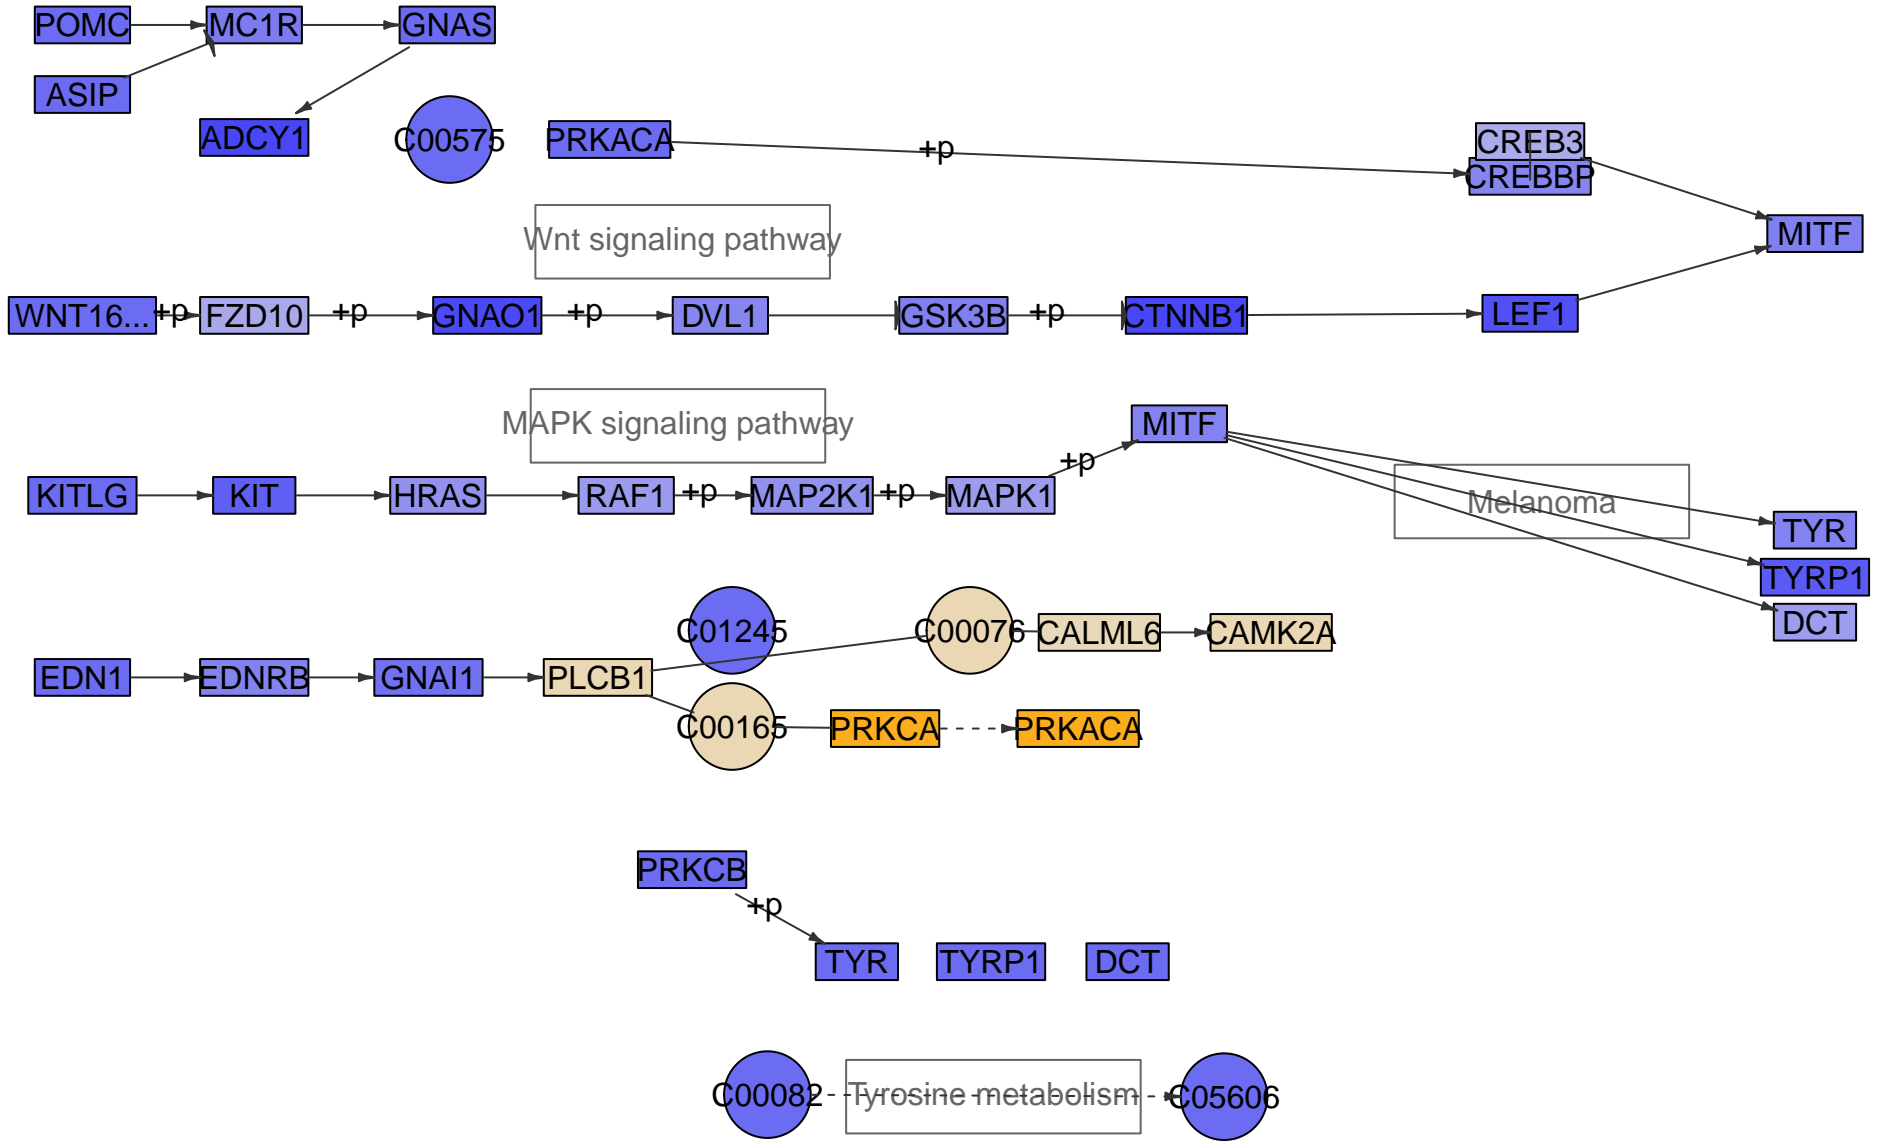 POMC
MC1R
GNAS
ASIP
ADCY1
C00575
PRKACA
+p
CREB3
CREBBP
MITF
Wnt signaling pathway
WNT16...
+p
FZD10
+p
GNAO1
+p
DVL1
GSK3B
+p
CTNNB1
LEF1
MAPK signaling pathway
MITF
+p
KITLG
KIT
HRAS
RAF1
+p
MAP2K1
+p
MAPK1
Melanoma
TYR
TYRP1
DCT
C01245
C00076
CALML6
CAMK2A
EDN1
EDNRB
GNAI1
PLCB1
C00165
PRKCA
PRKACA
PRKCB
+p
TYR
TYRP1
DCT
C00082
Tyrosine metabolism
C05606